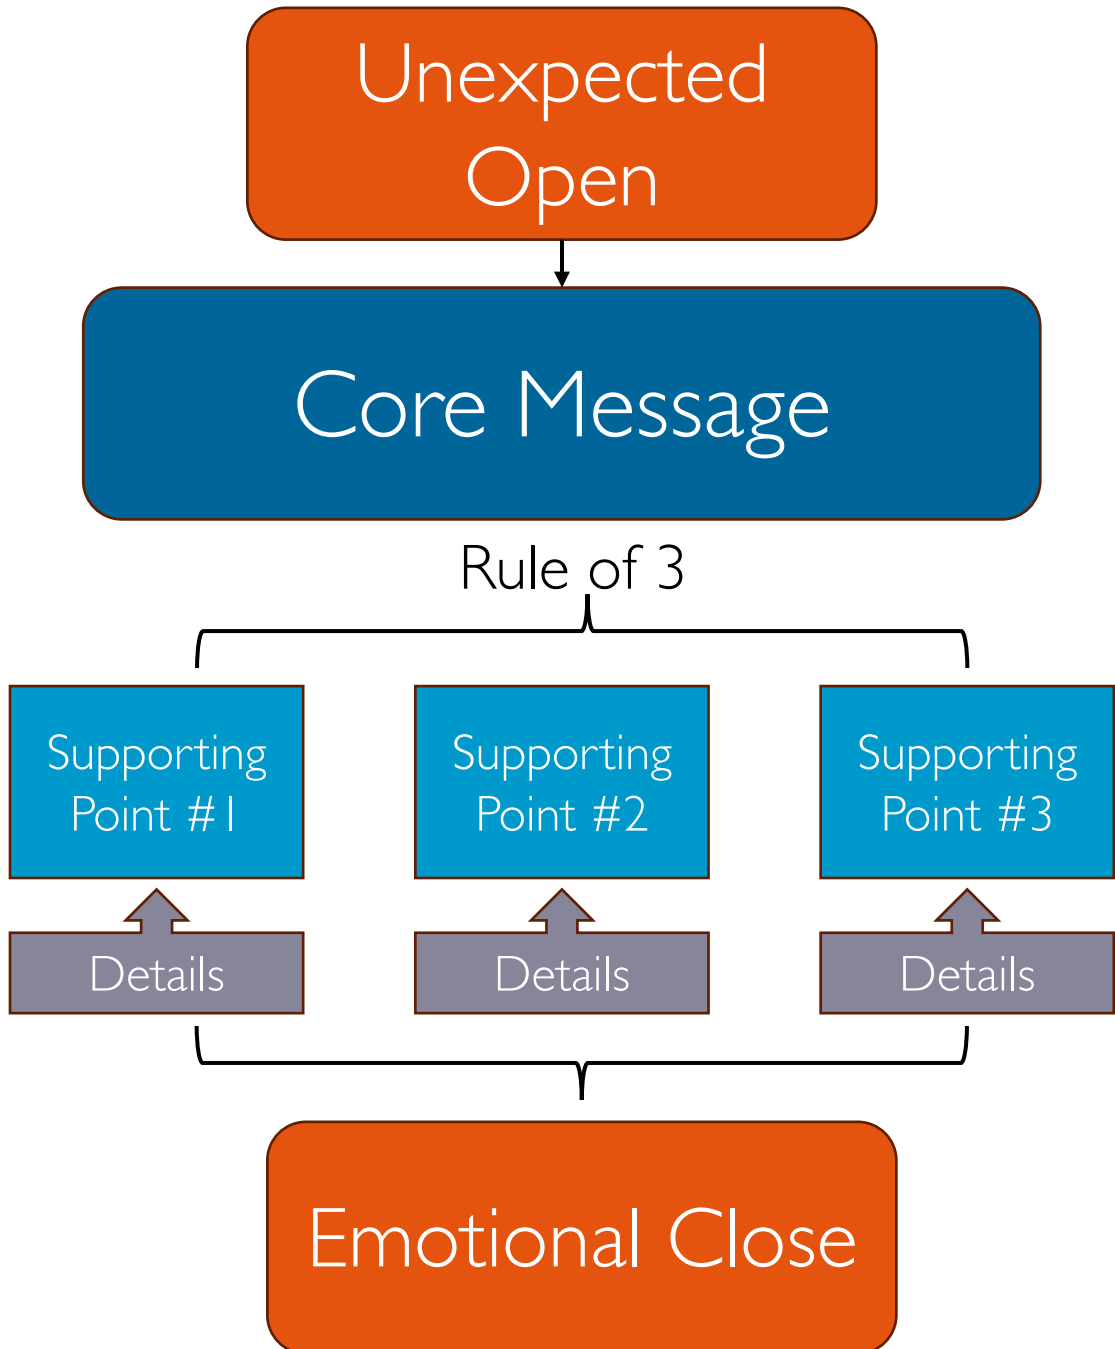 Unexpected
Open
Core Message
Rule of 3
Supporting
Point #1
Supporting
Point #2
Supporting
Point #3
Details
Details
Details
Emotional Close